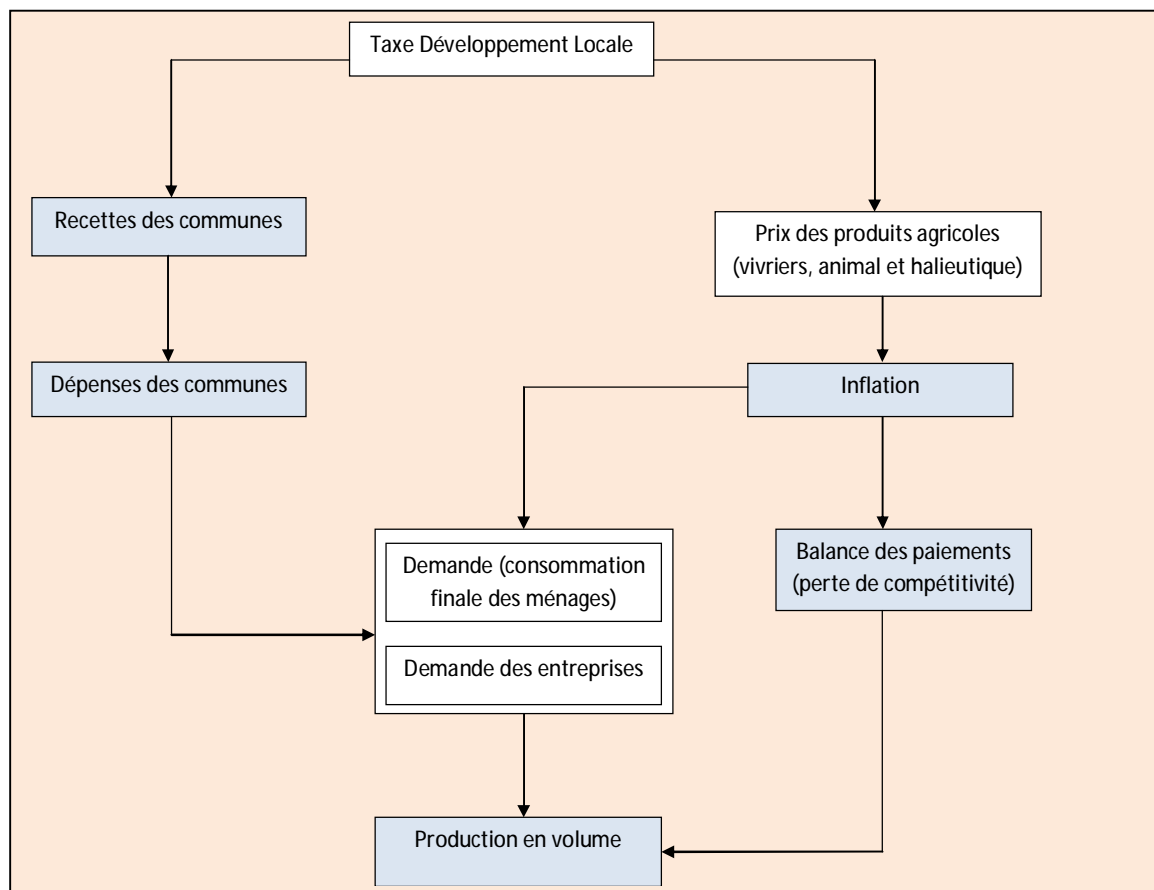 Taxe Développement Locale
Recettes des communes
Prix des produits agricoles
(vivriers, animal et halieutique)
Dépenses des communes
Inflation
Demande (consommation
finale des ménages)
Balance des paiements
(perte de compétitivité)
Demande des entreprises
Production en volume